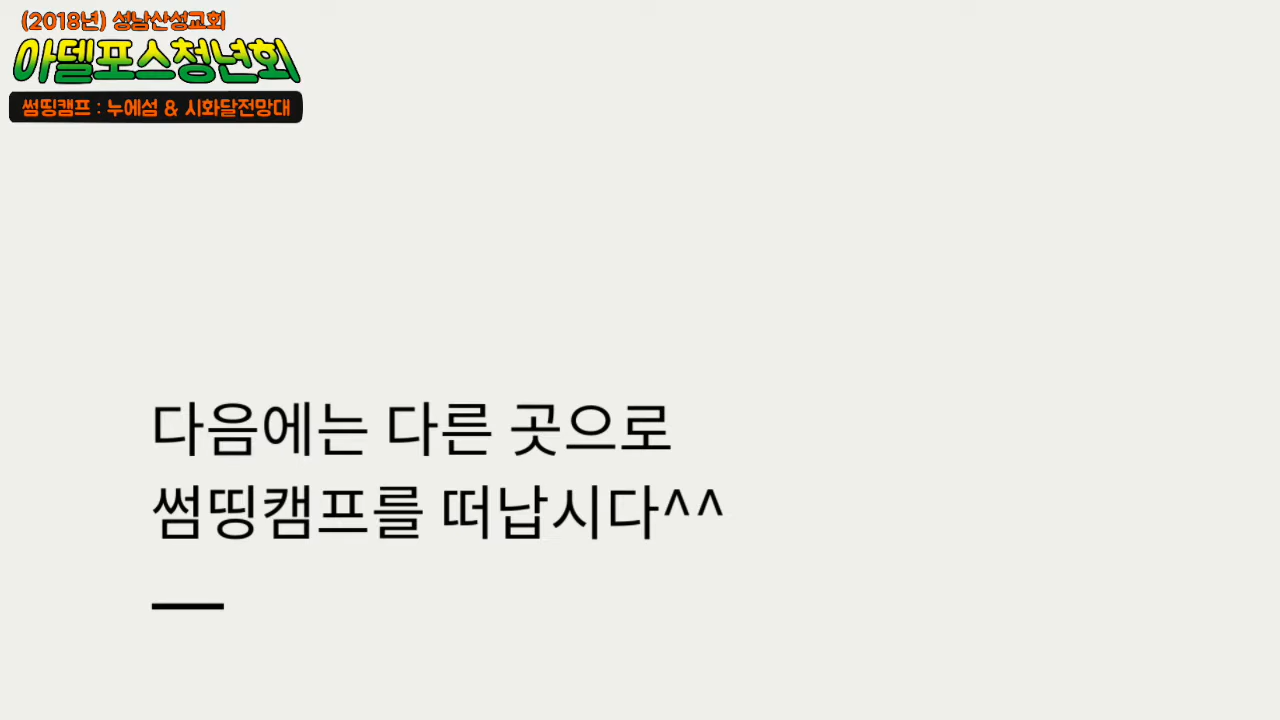 (2018년) 성남산성교회
아델포스청년회
썸띵캠프 : 누에섬 & 시화달전망대
다음에는 다른 곳으로
썸띵캠프를 떠납시다^^